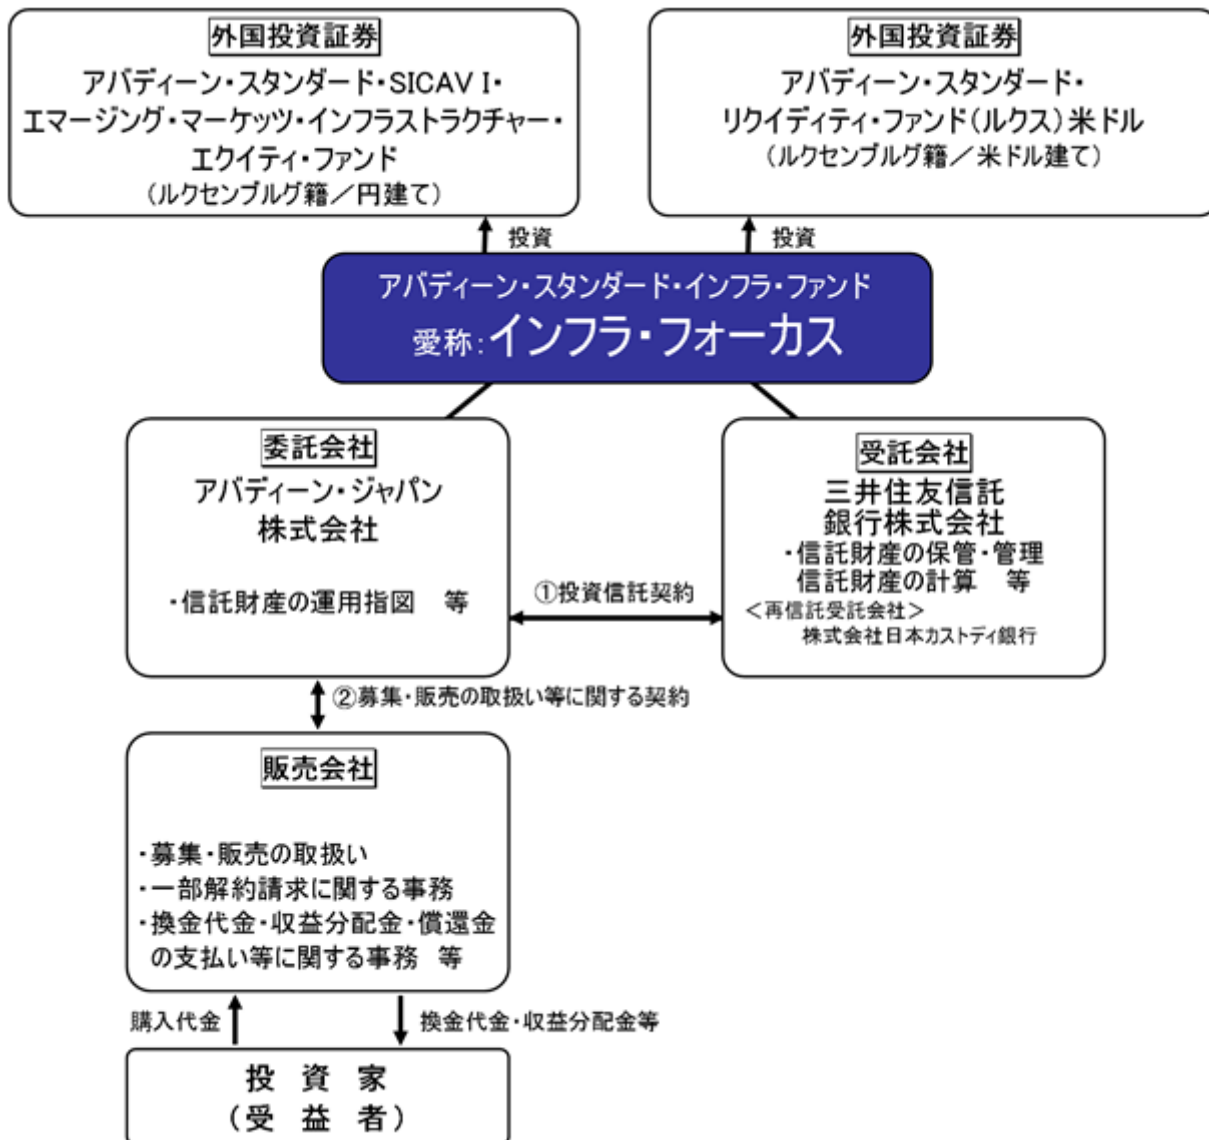 外国投資証券
アバディーン・スタンダード・SICAV I・
エマージング・マーケッツ・インフラストラクチャー・
エクイティ・ファンド
（ルクセンブルグ籍／円建て）
外国投資証券
アバディーン・スタンダード・
リクイディティ・ファンド（ルクス）米ドル
（ルクセンブルグ籍／米ドル建て）
投資
投資
アバディーン・スタンダード・インフラ・ファンド
愛称：インフラ・フォーカス
委託会社
アバディーン・ジャパン
株式会社
・信託財産の運用指図　等
①投資信託契約
受託会社
三井住友信託
銀行株式会社
・信託財産の保管・管理
信託財産の計算　等
＜再信託受託会社＞
株式会社日本カストディ銀行
②募集・販売の取扱い等に関する契約
販売会社
・募集・販売の取扱い
・一部解約請求に関する事務
・換金代金・収益分配金・償還金
の支払い等に関する事務　等
購入代金
換金代金・収益分配金等
投　資　家
（受　益　者）